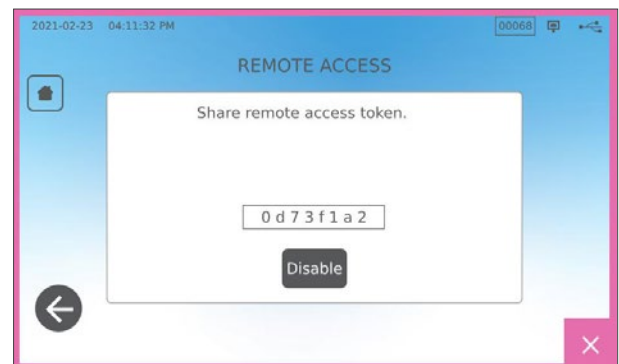 2021-02-23 04:11:32 PM 00068
REMOTE ACCESS
Share remote access token.
0d73f1a2
Disable